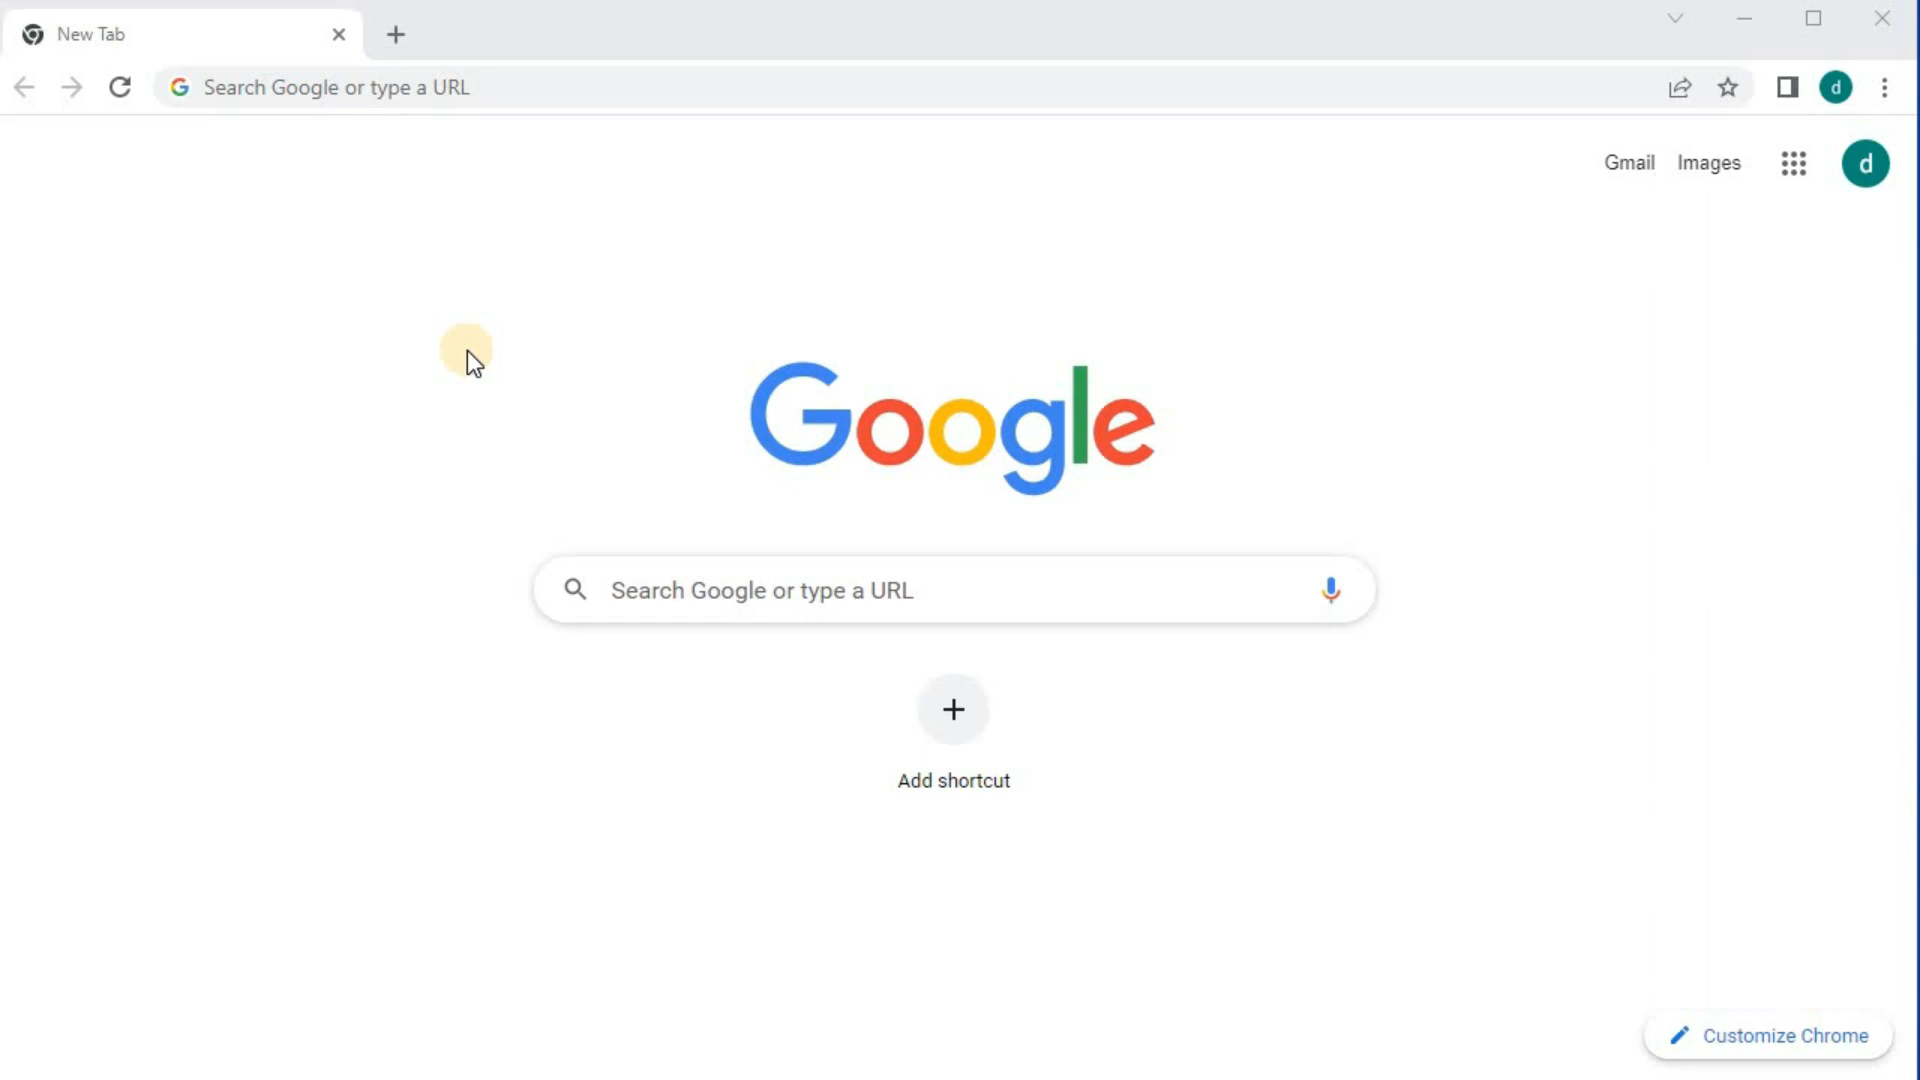 New Tab
Search Google or type a URL
d
Gmail Images
d
Google
Search Google or type a URL
Add shortcut
Customize Chrome